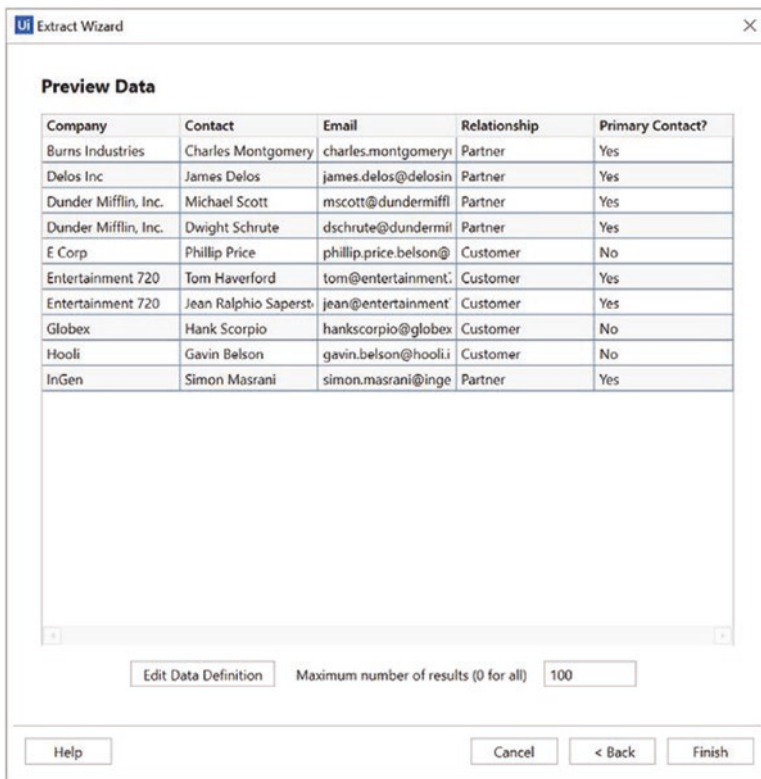 Ui Extract Wizard
Preview Data
Company Contact Email Relationship Primary Contact?
Burns Industries Charles Montgomery charles.montgomery Partner Yes
Delos Inc James Delos james.delos@delosin Partner Yes
Dunder Mifflin, Inc. Michael Scott mscott@dundermiffl Partner Yes
Dunder Mifflin, Inc. Dwight Schrute dschrute@dundermif Partner Yes
E Corp Phillip Price phillip.price.belson@ Customer No
Entertainment 720 Tom Haverford tom@entertainment Customer Yes
Entertainment 720 Jean Ralphio Saperst jean@entertainment Customer Yes
Globex Hank Scorpio hankscorpio@globex Customer No
Hooli Gavin Belson gavin.belson@hooli.i Customer No
InGen Simon Masrani simon.masrani@inge Partner Yes
Edit Data Definition Maximum number of results (0 for all) 100
Help Cancel < Back Finish